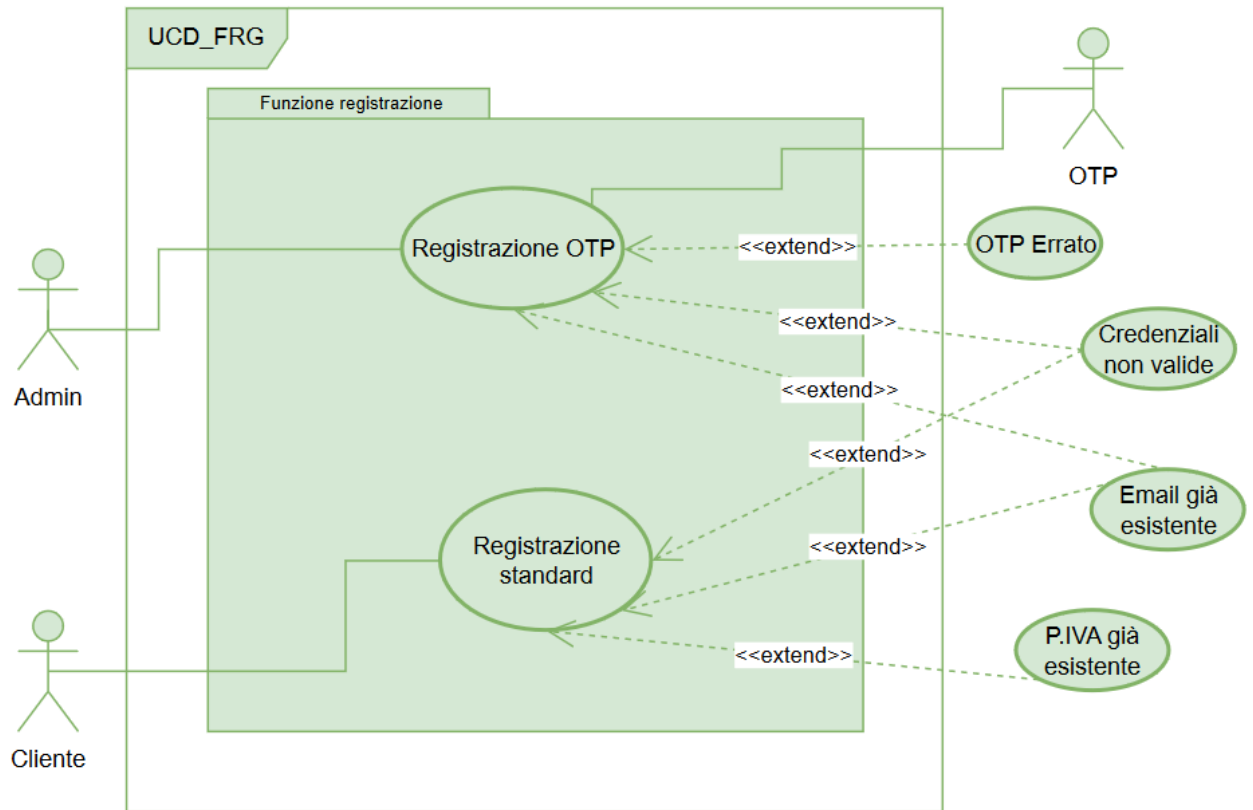 UCD_FRG
Funzione registrazione
OTP
Registrazione OTP
<<extend>>
OTP Errato
<<extend>>
Credenziali
non valide
Admin
<<extend>>
<<extend>>
Email già
esistente
Registrazione
standard
<<extend>>
P.IVA già
esistente
<<extend>>
Cliente